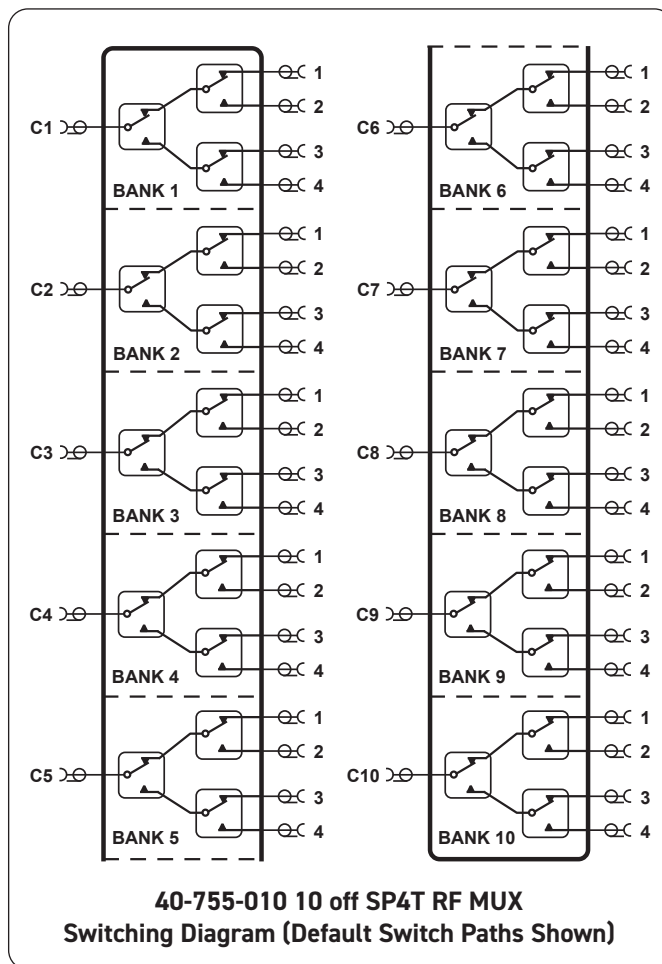 C1
1
2
3
4
BANK 1
C2
1
2
3
4
BANK 2
C3
1
2
3
4
BANK 3
C4
1
2
3
4
BANK 4
C5
1
2
3
4
BANK 5
C6
1
2
3
4
BANK 6
C7
1
2
3
4
BANK 7
C8
1
2
3
4
BANK 8
C9
1
2
3
4
BANK 9
C10
1
2
3
4
BANK 10
40-755-010 10 off SP4T RF MUX
Switching Diagram (Default Switch Paths Shown)